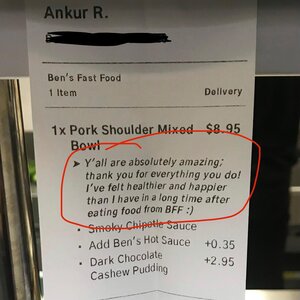 Ankur R.
Ben's Fast Food
1 Item Delivery
1x Pork Shoulder Mixed $8.95
Bowl
➤ Y'all are absolutely amazing;
thank you for everything you do!
I've felt healthier and happier
than I have in a long time after
eating food from BFF :)
• Smoky Chipotle Sauce
• Add Ben's Hot Sauce +0.35
• Dark Chocolate +2.95
Cashew Pudding